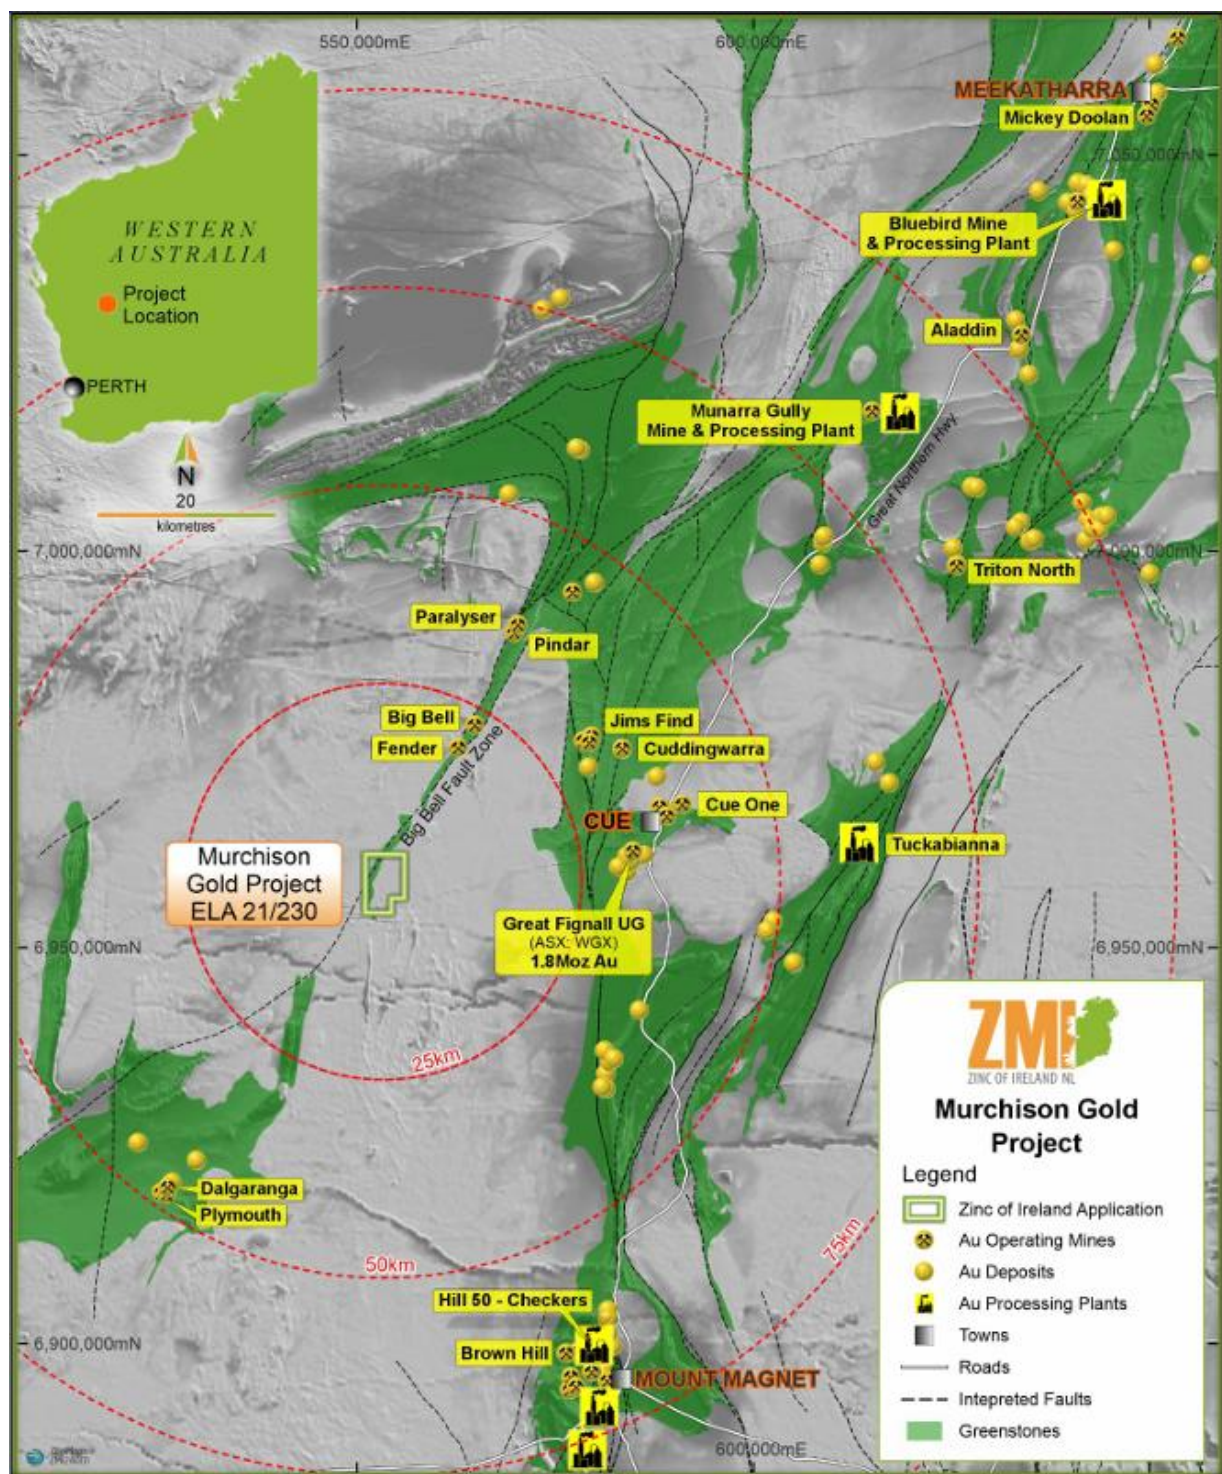 550,000mE
600,000mE
MEEKATHARRA
Mickey Doolan
7,050,000mN
WESTERN
AUSTRALIA
Project
Location
PERTH
N
20
kilometres
Bluebird Mine
& Processing Plant
Aladdin
Munarra Gully
Mine & Processing Plant
Great Northern Hwy
7,000,000mN
7,000,000mN
Triton North
Paralyser
Pindar
Big Bell
Fender
Big Bell Fault Zone
Jims Find
Cuddingwarra
Cue One
CUE
Tuckabianna
Murchison
Gold Project
ELA 21/230
Great Fignall UG
(ASX: WGX)
1.8Moz Au
6,950,000mN
6,950,000mN
25km
Dalgaranga
Plymouth
50km
75km
Hill 50 - Checkers
6,900,000mN
Brown Hill
MOUNT MAGNET
600,000mE
ZMI
ZINC OF IRELAND NL
Murchison Gold
Project
Legend
Zinc of Ireland Application
Au Operating Mines
Au Deposits
Au Processing Plants
Towns
Roads
Intepreted Faults
Greenstones